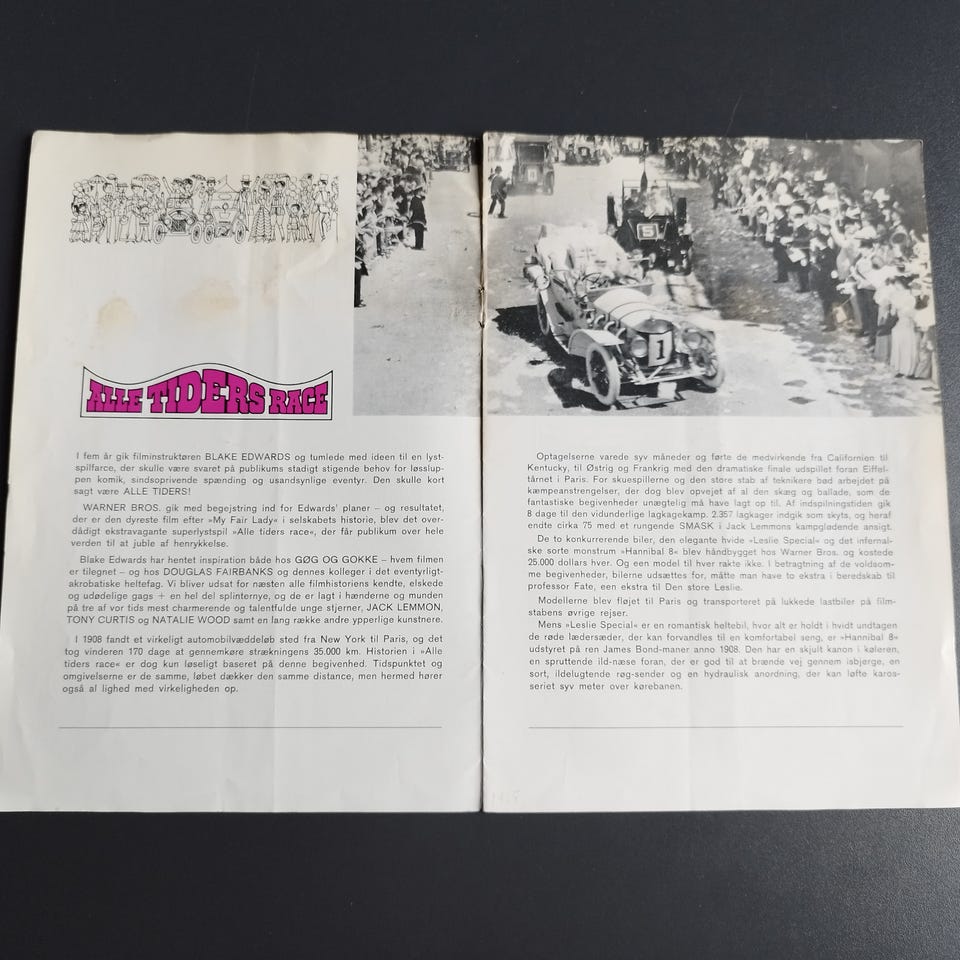 ALLE TIDERS RACE
I fem år gik filminstruktøren BLAKE EDWARDS og tumlede med ideen til en lyst-
spilfarce, der skulle være svaret på publikums stadigt stigende behov for løsslup-
pen komik, sindsoprivende spænding og usandsynlige eventyr. Den skulle kort
sagt være ALLE TIDERS!
WARNER BROS. gik med begejstring ind for Edwards' planer – og resultatet,
der er den dyreste film efter »My Fair Lady« i selskabets historie, blev det over-
dådigt ekstravagante superlystspil »Alle tiders race«, der får publikum over hele
verden til at juble af henrykkelse.
Blake Edwards har hentet inspiration både hos GØG OG GOKKE – hvem filmen
er tilegnet – og hos DOUGLAS FAIRBANKS og dennes kolleger i det eventyrligt-
akrobatiske heltefag. Vi bliver udsat for næsten alle filmhistoriens kendte, elskede
og udødelige gags + en hel del splinternye, og de er lagt i hænderne og munden
på tre af vor tids mest charmerende og talentfulde unge stjerner, JACK LEMMON,
TONY CURTIS og NATALIE WOOD samt en lang række andre ypperlige kunstnere.
I 1908 fandt et virkeligt automobilvæddeløb sted fra New York til Paris, og det
tog vinderen 170 dage at gennemkøre strækningens 35.000 km. Historien i »Alle
tiders race« er dog kun løseligt baseret på denne begivenhed. Tidspunktet og
omgivelserne er de samme, løbet dækker den samme distance, men hermed hører
også al lighed med virkeligheden op.
5
1
Optagelserne varede syv måneder og førte de medvirkende fra Californien til
Kentucky, til Østrig og Frankrig med den dramatiske finale udspillet foran Eiffel-
tårnet i Paris. For skuespillerne og den store stab af teknikere bød arbejdet på
kæmpeanstrengelser, der dog blev opvejet af al den skæg og ballade, som de
fantastiske begivenheder unægtelig må have lagt op til. Af indspilningstiden gik
8 dage til den vidunderlige lagkagekamp. 2.357 lagkager indgik som skyts, og heraf
endte cirka 75 med et rungende SMASK i Jack Lemmons kampglødende ansigt.
De to konkurrerende biler, den elegante hvide »Leslie Special« og det infernal-
ske sorte monstrum »Hannibal 8« blev håndbygget hos Warner Bros. og kostede
25.000 dollars hver. Og een model til hver rakte ikke. I betragtning af de voldsom-
me begivenheder, bilerne udsættes for, måtte man have to ekstra i beredskab til
professor Fate, een ekstra til Den store Leslie.
Modellerne blev fløjet til Paris og transporteret på lukkede lastbiler på film-
stabens øvrige rejser.
Mens »Leslie Special« er en romantisk heltebil, hvor alt er holdt i hvidt undtagen
de røde lædersæder, der kan forvandles til en komfortabel seng, er »Hannibal 8«
udstyret på ren James Bond-maner anno 1908. Den har en skjult kanon i køleren,
en spruttende ild-næse foran, der er god til at brænde vej gennem isbjerge, en
sort, ildelugtende røg-sender og en hydraulisk anordning, der kan løfte karos-
seriet syv meter over kørebanen.